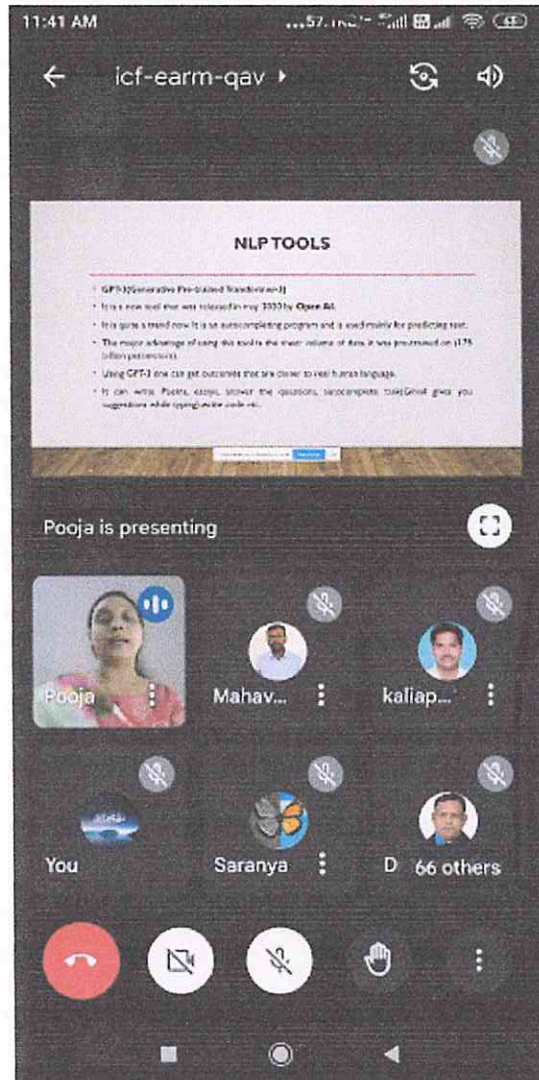 11:41 AM
icf-earm-qav
NLP TOOLS
GPT-3(Generative Pre-trained Transformer-3)
It is a new tool that was released in may 2020 by Open AI.
It is quite a trend now. It is an autocompleting program and is used mainly for predicting text.
The major advantage of using this tool is the sheer volume of data it was pre-trained on (175
billion parameters).
Using GPT-3 one can get outcomes that are closer to real human language.
It can write Poems, essays, answer the questions, autocomplete gives you
suggestions while typing code etc.
Pooja is presenting
Pooja
Mahav...
kaliap...
You
Saranya
D 66 others